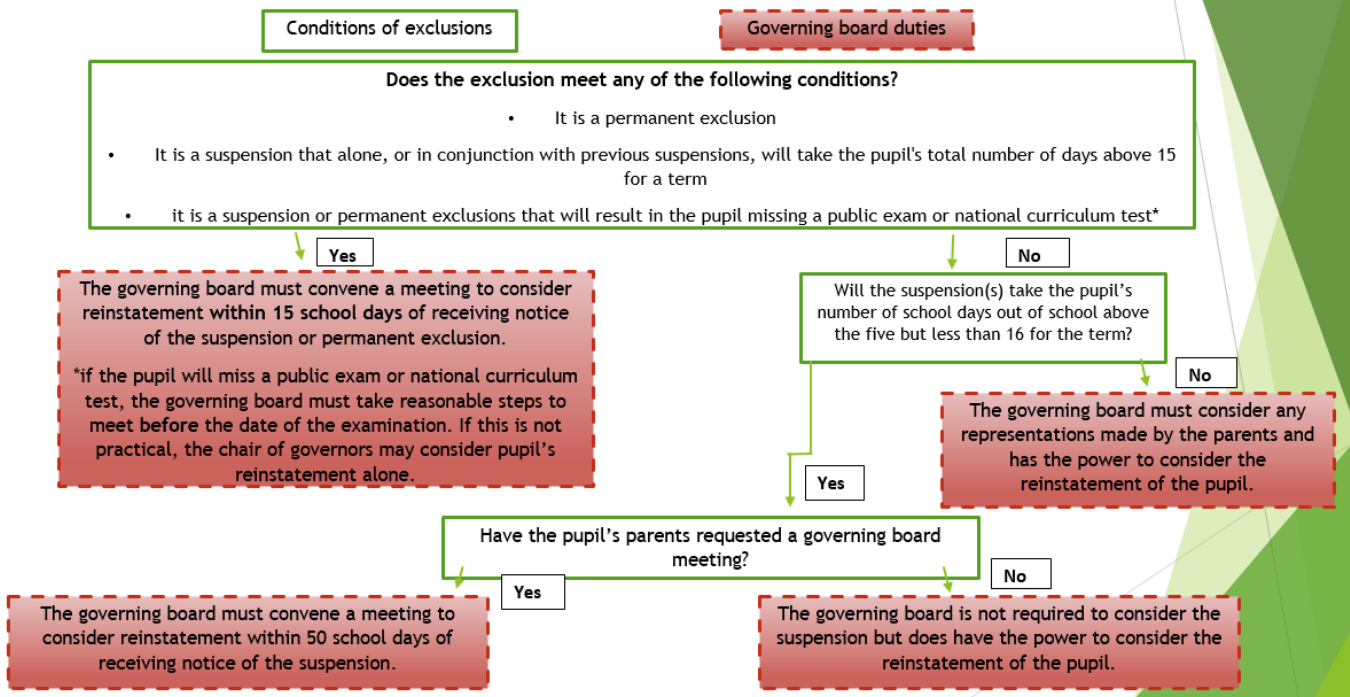 Conditions of exclusions
Governing board duties
Does the exclusion meet any of the following conditions?
• It is a permanent exclusion
• It is a suspension that alone, or in conjunction with previous suspensions, will take the pupil's total number of days above 15
for a term
• it is a suspension or permanent exclusions that will result in the pupil missing a public exam or national curriculum test*
Yes
No
The governing board must convene a meeting to consider
reinstatement within 15 school days of receiving notice
of the suspension or permanent exclusion.
*if the pupil will miss a public exam or national curriculum
test, the governing board must take reasonable steps to
meet before the date of the examination. If this is not
practical, the chair of governors may consider pupil's
reinstatement alone.
Will the suspension(s) take the pupil's
number of school days out of school above
the five but less than 16 for the term?
No
The governing board must consider any
representations made by the parents and
has the power to consider the
reinstatement of the pupil.
Yes
Have the pupil's parents requested a governing board
meeting?
Yes
No
The governing board must convene a meeting to
consider reinstatement within 50 school days of
receiving notice of the suspension.
The governing board is not required to consider the
suspension but does have the power to consider the
reinstatement of the pupil.